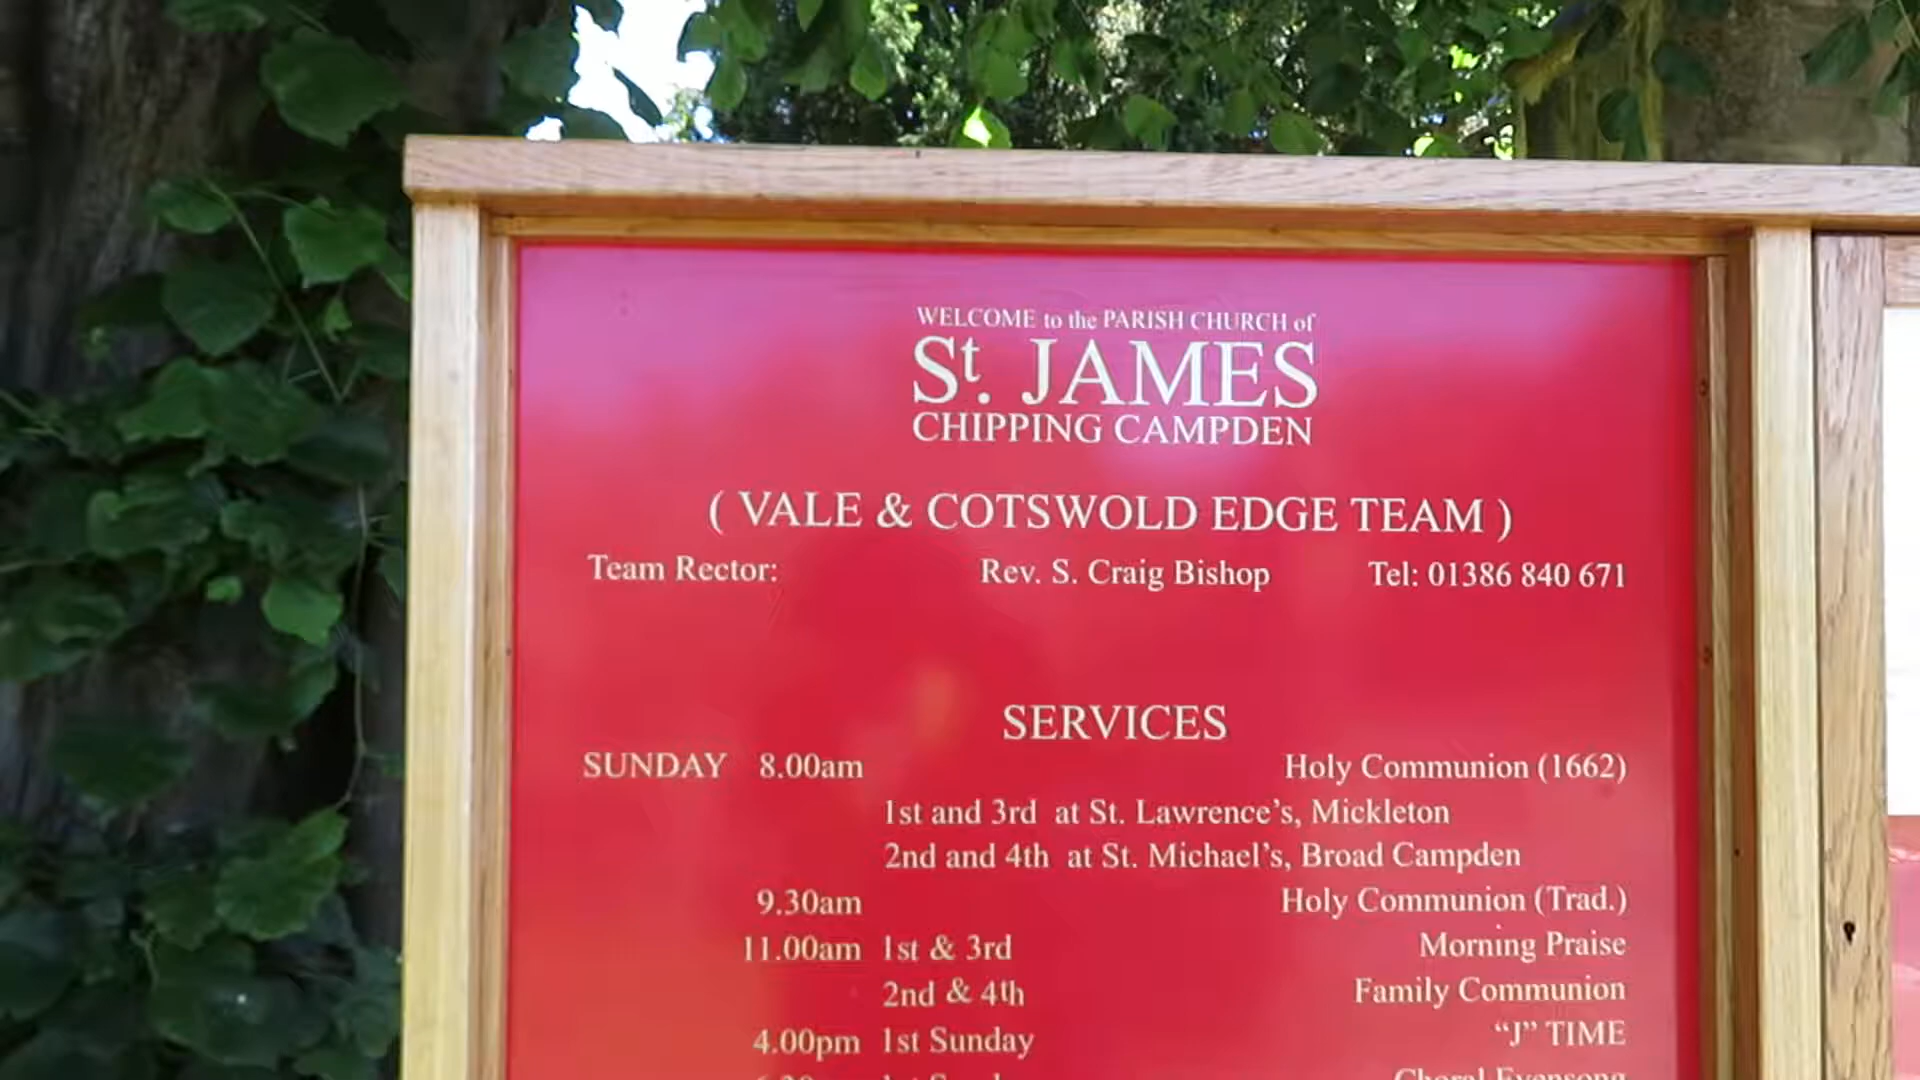 WELCOME to the PARISH CHURCH of
St. JAMES
CHIPPING CAMPDEN
( VALE & COTSWOLD EDGE TEAM )
Team Rector: Rev. S. Craig Bishop Tel: 01386 840 671
SERVICES
SUNDAY 8.00am Holy Communion (1662)
1st and 3rd at St. Lawrence’s, Mickleton
2nd and 4th at St. Michael’s, Broad Campden
9.30am Holy Communion (Trad.)
11.00am 1st & 3rd Morning Praise
2nd & 4th Family Communion
4.00pm 1st Sunday “J” TIME
Choral Evensong